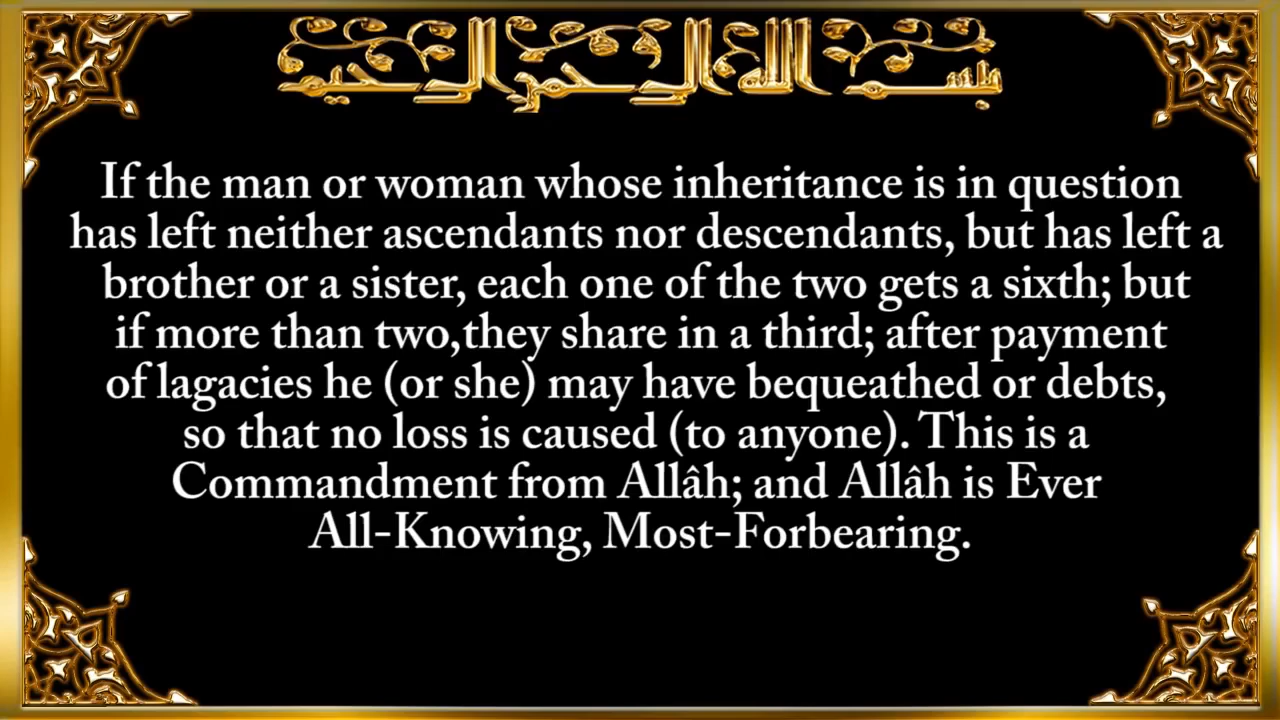 بسم الله الرحمن الرحيم
If the man or woman whose inheritance is in question
has left neither ascendants nor descendants, but has left a
brother or a sister, each one of the two gets a sixth; but
if more than two,they share in a third; after payment
of lagacies he (or she) may have bequeathed or debts,
so that no loss is caused (to anyone). This is a
Commandment from Allâh; and Allâh is Ever
All-Knowing, Most-Forbearing.